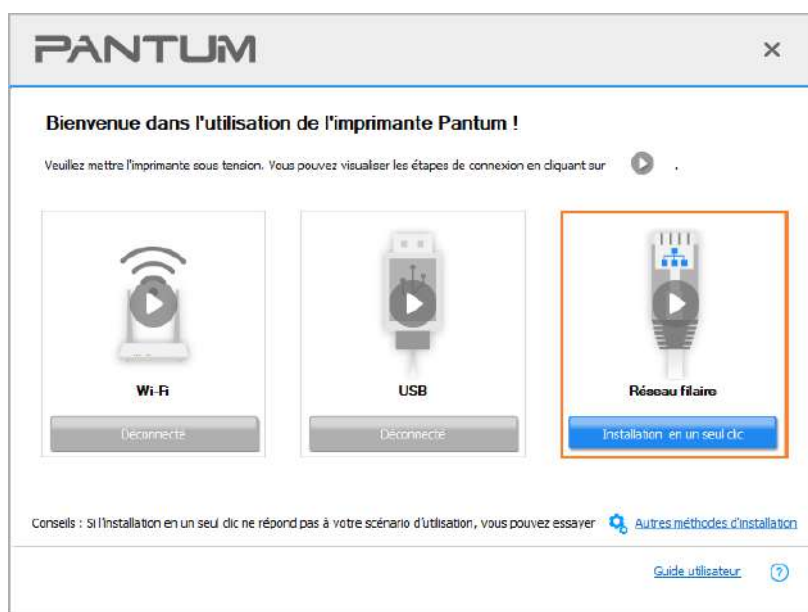 PANTUM
Bienvenue dans l'utilisation de l'imprimante Pantum !
Veuillez mettre l'imprimante sous tension. Vous pouvez visualiser les étapes de connexion en cliquant sur .
Wi-Fi
USB
Réseau filaire
Déconnecté
Déconnecté
Installation en un seul clic
Conseils : Si l'installation en un seul clic ne répond pas à votre scénario d'utilisation, vous pouvez essayer Autres méthodes d'installation
Guide utilisateur